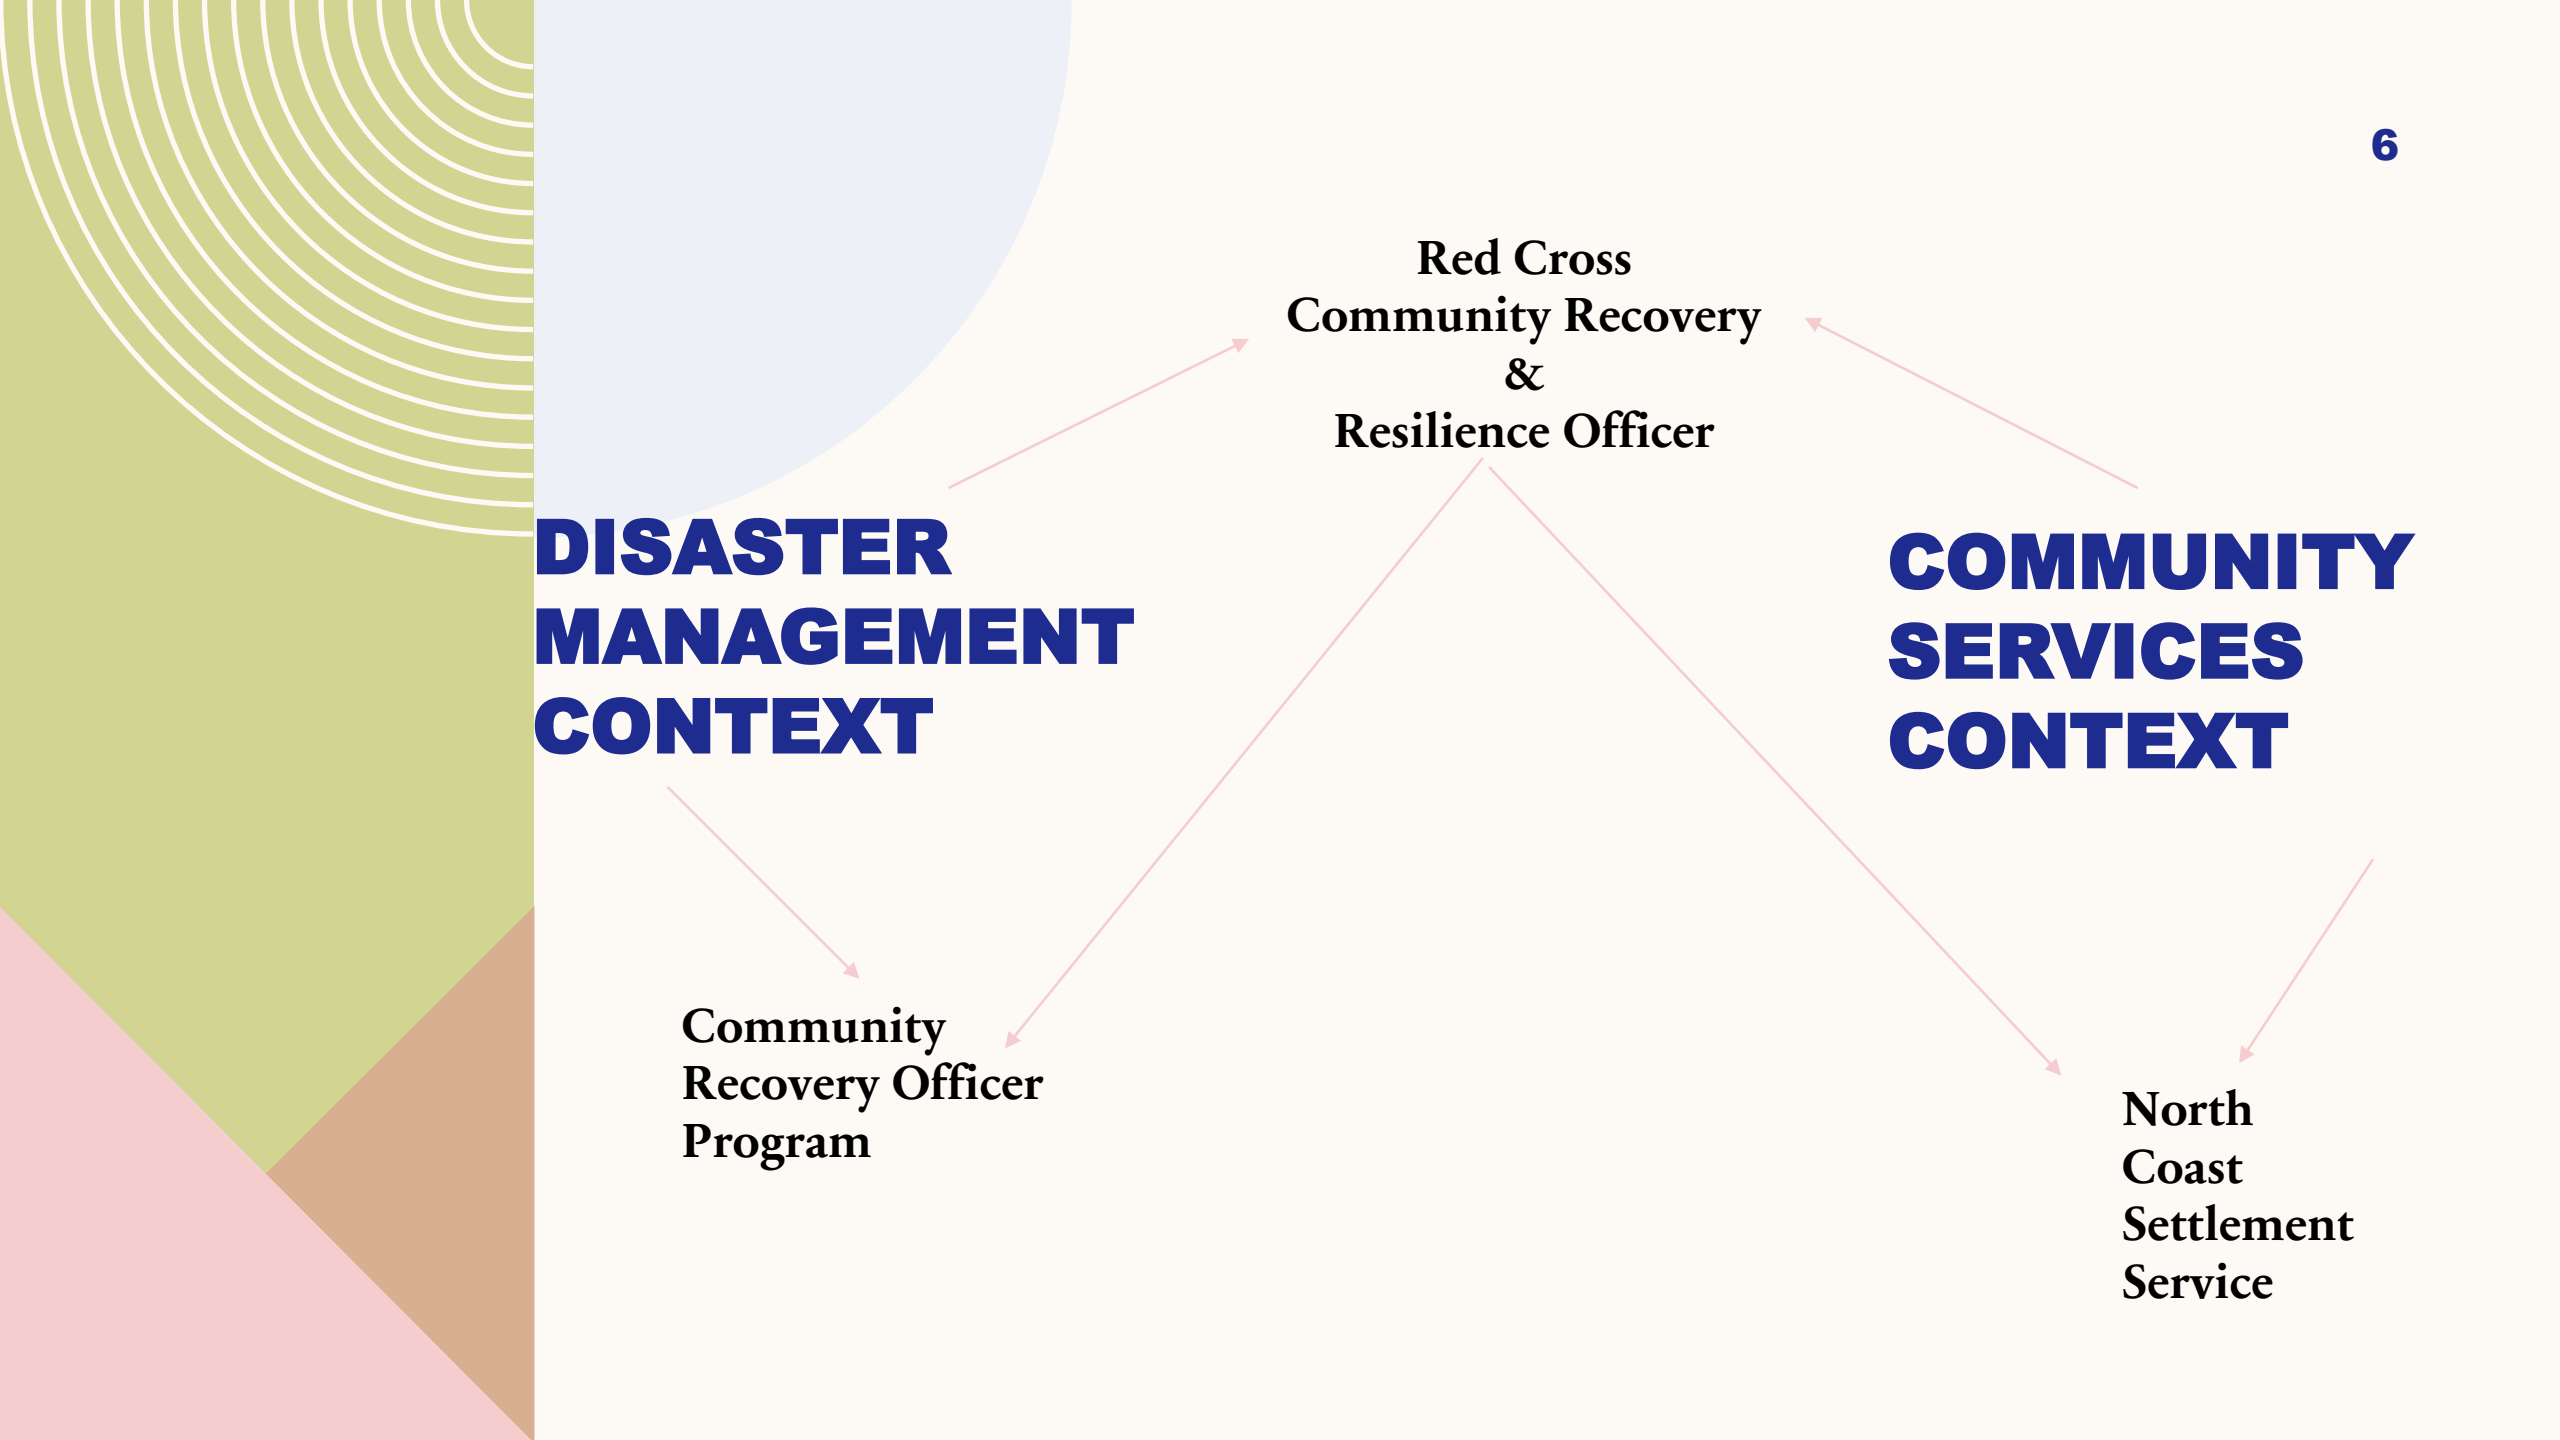 6
Red Cross
Community Recovery
&
Resilience Officer
DISASTER
MANAGEMENT
CONTEXT
COMMUNITY
SERVICES
CONTEXT
Community
Recovery Officer
Program
North
Coast
Settlement
Service